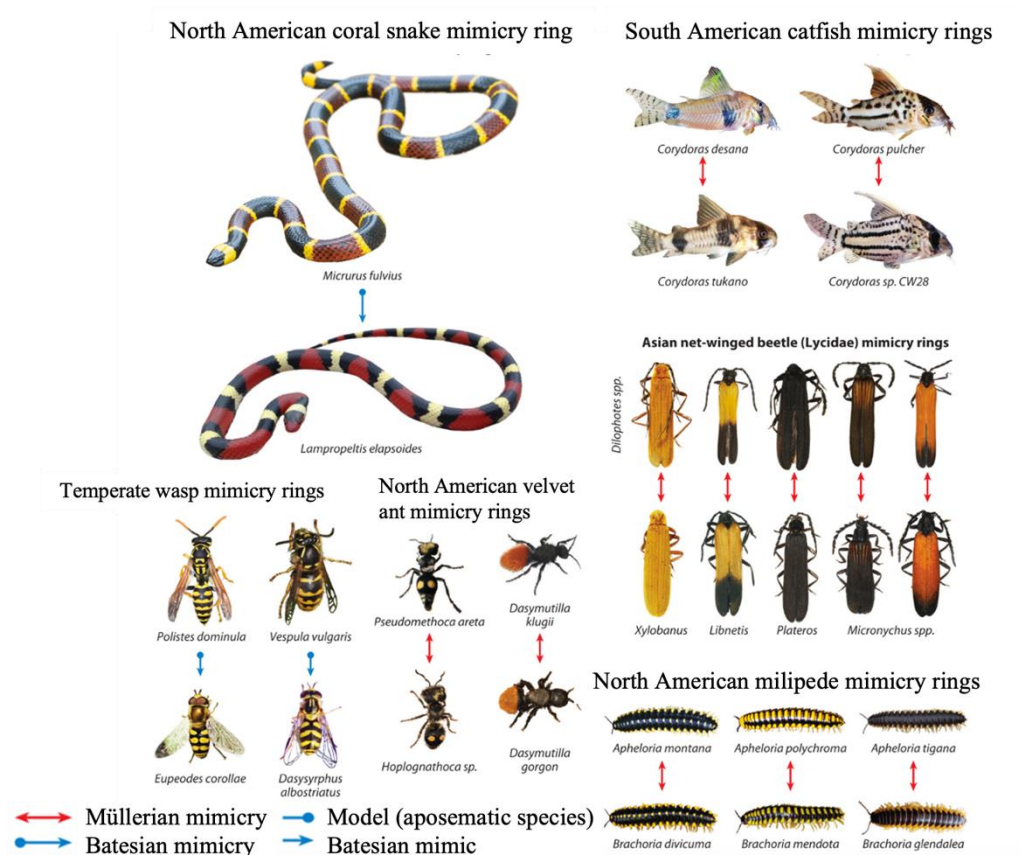 North American coral snake mimicry ring
Micrurus fulvius
Lampropeltis elapsoides
South American catfish mimicry rings
Corydoras desana
Corydoras pulcher
Corydoras tukano
Corydoras sp. CW28
Asian net-winged beetle (Lycidae) mimicry rings
Dilophotes spp.
Xylobanus
Libnetis
Plateros
Micronychus spp.
Temperate wasp mimicry rings
Polistes dominula
Vespula vulgaris
Eupeodes corollae
Dasysyrphus
albostriatus
North American velvet
ant mimicry rings
Pseudomethoca areta
Dasymutilla
klugii
Hoplognathoca sp.
Dasymutilla
gorgon
North American milipede mimicry rings
Apheloria montana
Apheloria polychroma
Apheloria tigana
Brachoria divicuma
Brachoria mendota
Brachoria glendalea
Müllerian mimicry
Model (aposematic species)
Batesian mimicry
Batesian mimic